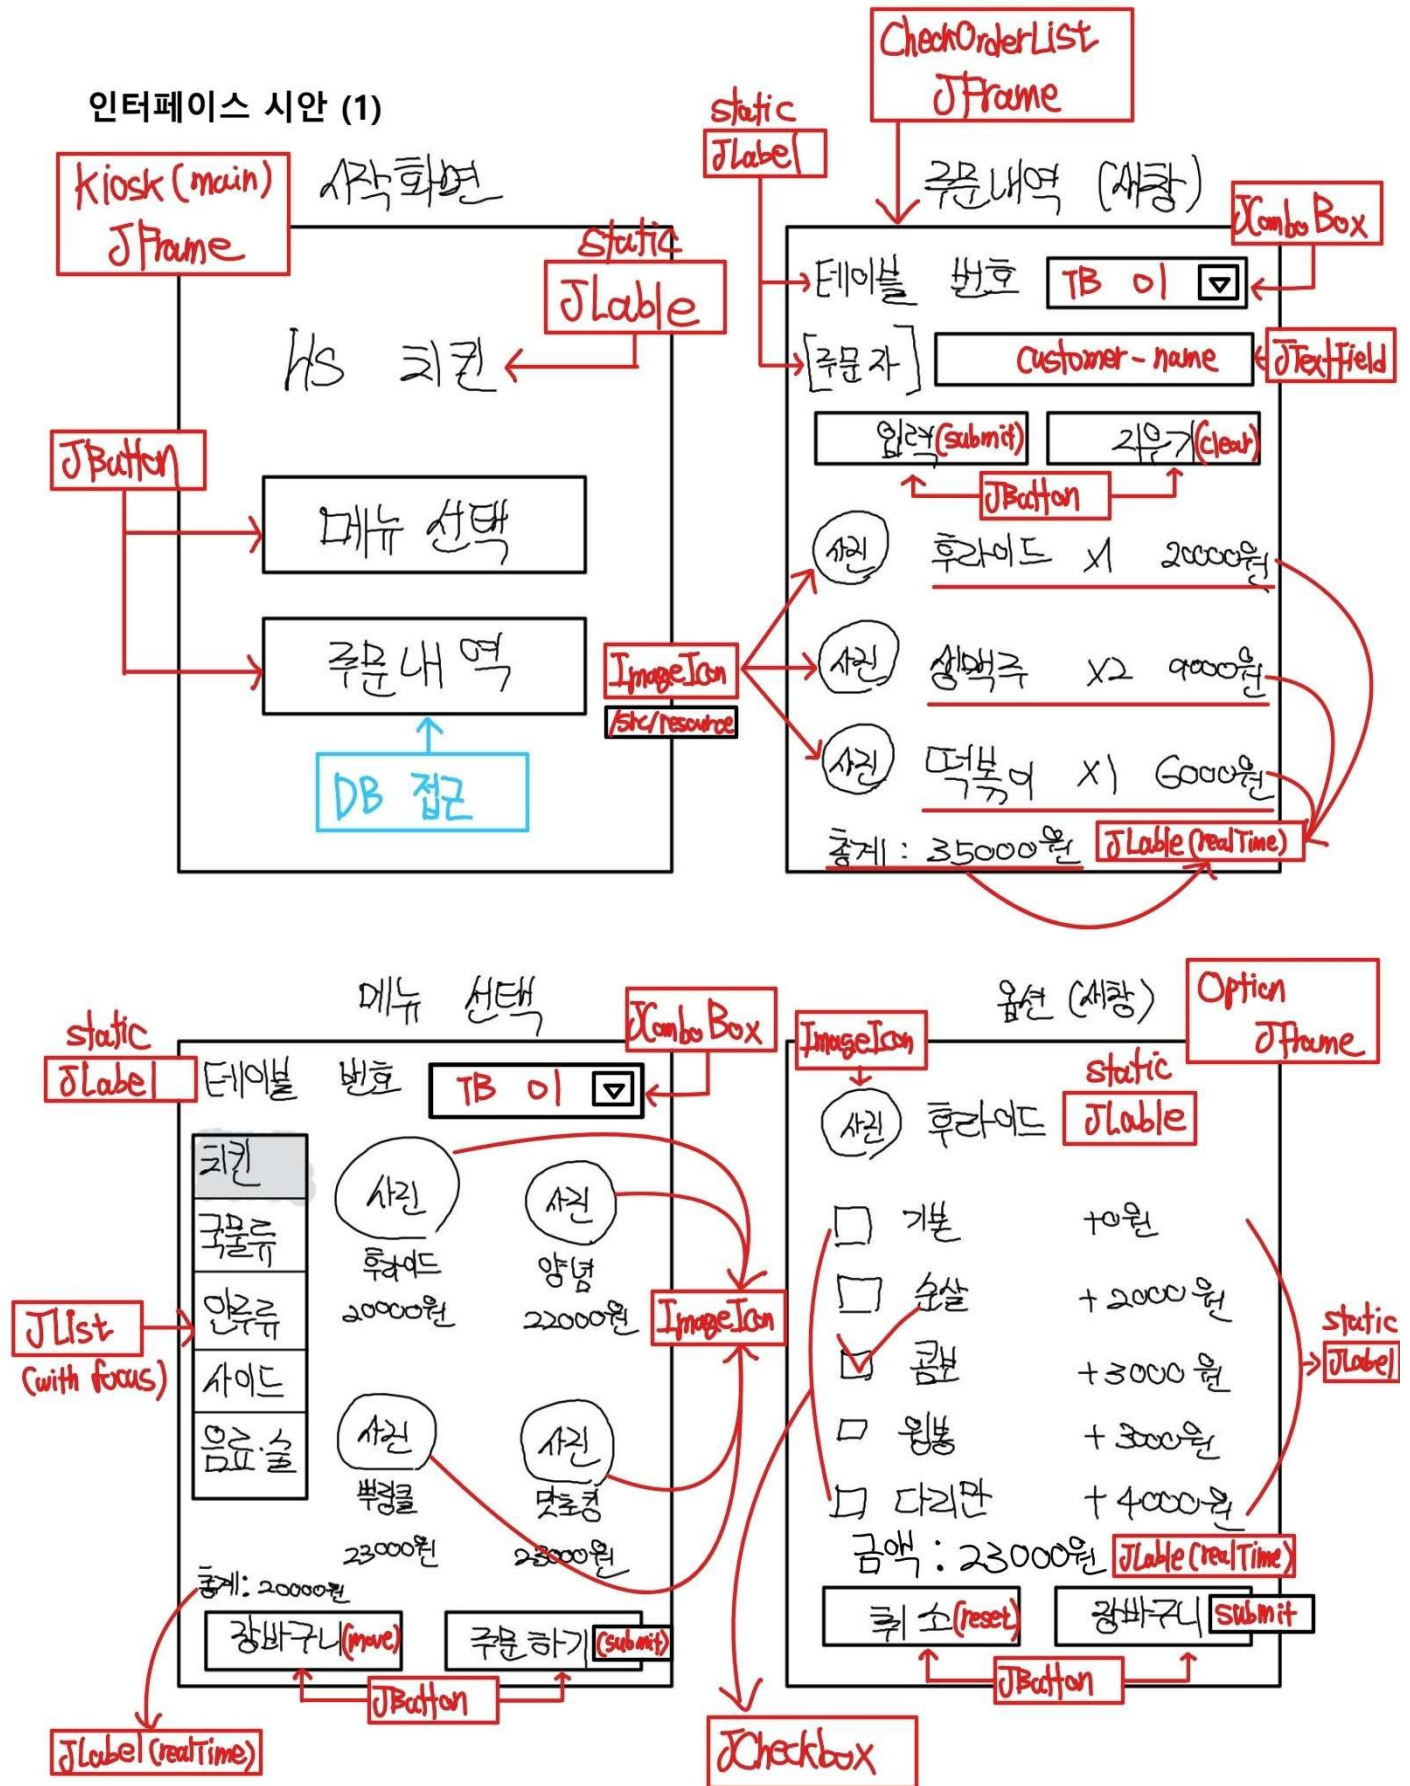 인터페이스 시안 (1)
Kiosk (main)
JFrame
시작화면
static
JLable
HS 치킨
JButton
메뉴 선택
주문내역
DB 접근
CheckOrderList
JFrame
static
JLabel
주문내역 (새창)
JComboBox
테이블 번호 TB 01
[주문자] customer-name
JTextField
입력(submit) 지우기(clear)
JButton
사진 후라이드 x1 20000원
ImageIcon
/src/resource
사진 생맥주 x2 9000원
사진 떡볶이 x1 6000원
총계 : 35000원
JLable (realTime)
메뉴 선택
static
JLabel
JComboBox
테이블 번호 TB 01
치킨
국물류
안주류
사이드
음료·술
JList
(with focus)
사진 사진
후라이드 양념
20000원 22000원
ImageIcon
사진 사진
뿌링클 맛초킹
23000원 23000원
총계: 20000원
장바구니(move) 주문하기 (submit)
JButton
JLabel (realTime)
옵션 (새창)
Option
JFrame
ImageIcon
사진 후라이드
static
JLable
기본 +0원
순살 +2000원
콤보 +3000원
윙봉 +3000원
다리만 +4000원
static
JLabel
금액 : 23000원 JLable (realTime)
취소(reset) 장바구니 submit
JButton
JCheckbox